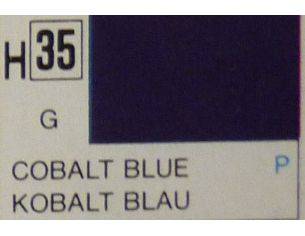 H 35
G
COBALT BLUE P
KOBALT BLAU